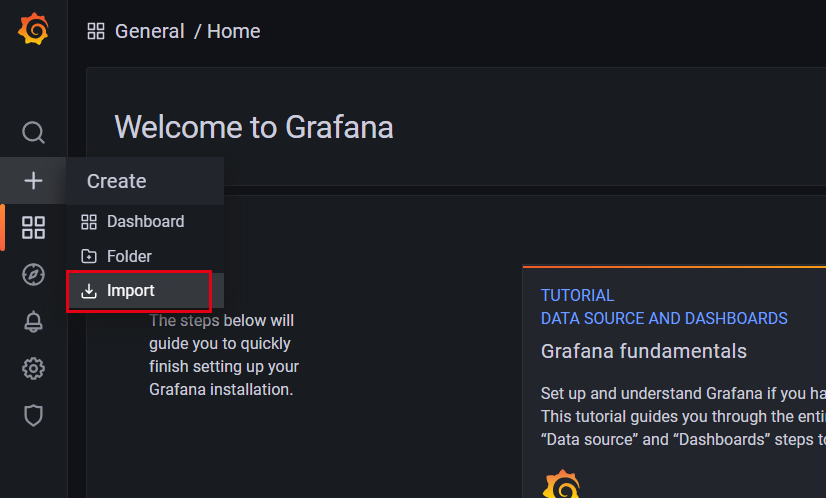 General / Home
Welcome to Grafana
Create
Dashboard
Folder
Import
The steps below will
guide you to quickly
finish setting up your
Grafana installation.
TUTORIAL
DATA SOURCE AND DASHBOARDS
Grafana fundamentals
Set up and understand Grafana if you ha
This tutorial guides you through the enti
“Data source” and “Dashboards” steps to